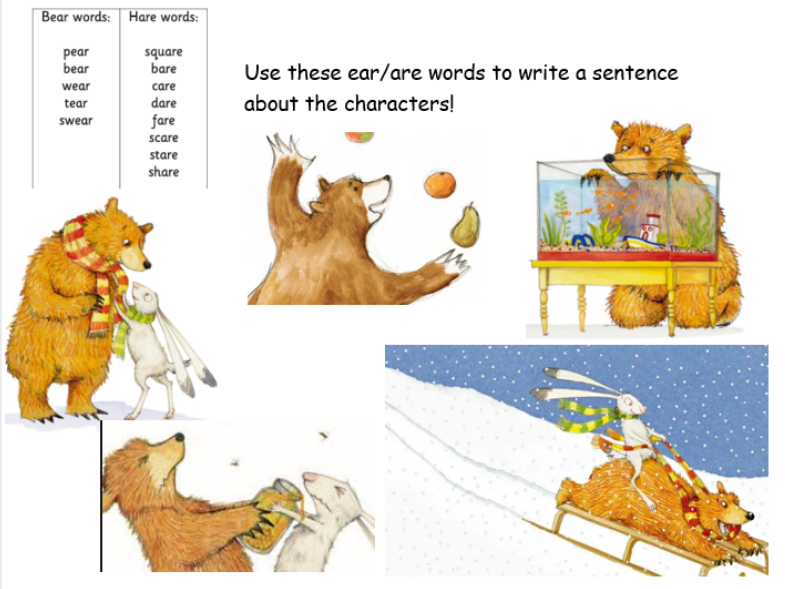 Bear words: Hare words:
pear square
bear bare
wear care
tear dare
swear fare
scare
stare
share
Use these ear/are words to write a sentence
about the characters!